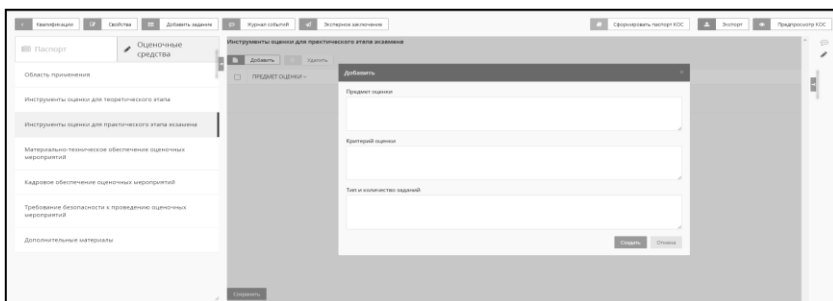 Квалификации
Свойства
Добавить задание
Журнал событий
Экспертное заключение
Сформировать паспорт КОС
Экспорт
Предпросмотр КОС
Паспорт
Оценочные
средства
Область применения
Инструменты оценки для теоретического этапа
Инструменты оценки для практического этапа экзамена
Материально-техническое обеспечение оценочных
мероприятий
Кадровое обеспечение оценочных мероприятий
Требование безопасности к проведению оценочных
мероприятий
Дополнительные материалы
Инструменты оценки для практического этапа экзамена
Добавить
Удалить
ПРЕДМЕТ ОЦЕНКИ
Добавить
Предмет оценки
Критерий оценки
Тип и количество заданий
Создать
Отмена
Сохранить